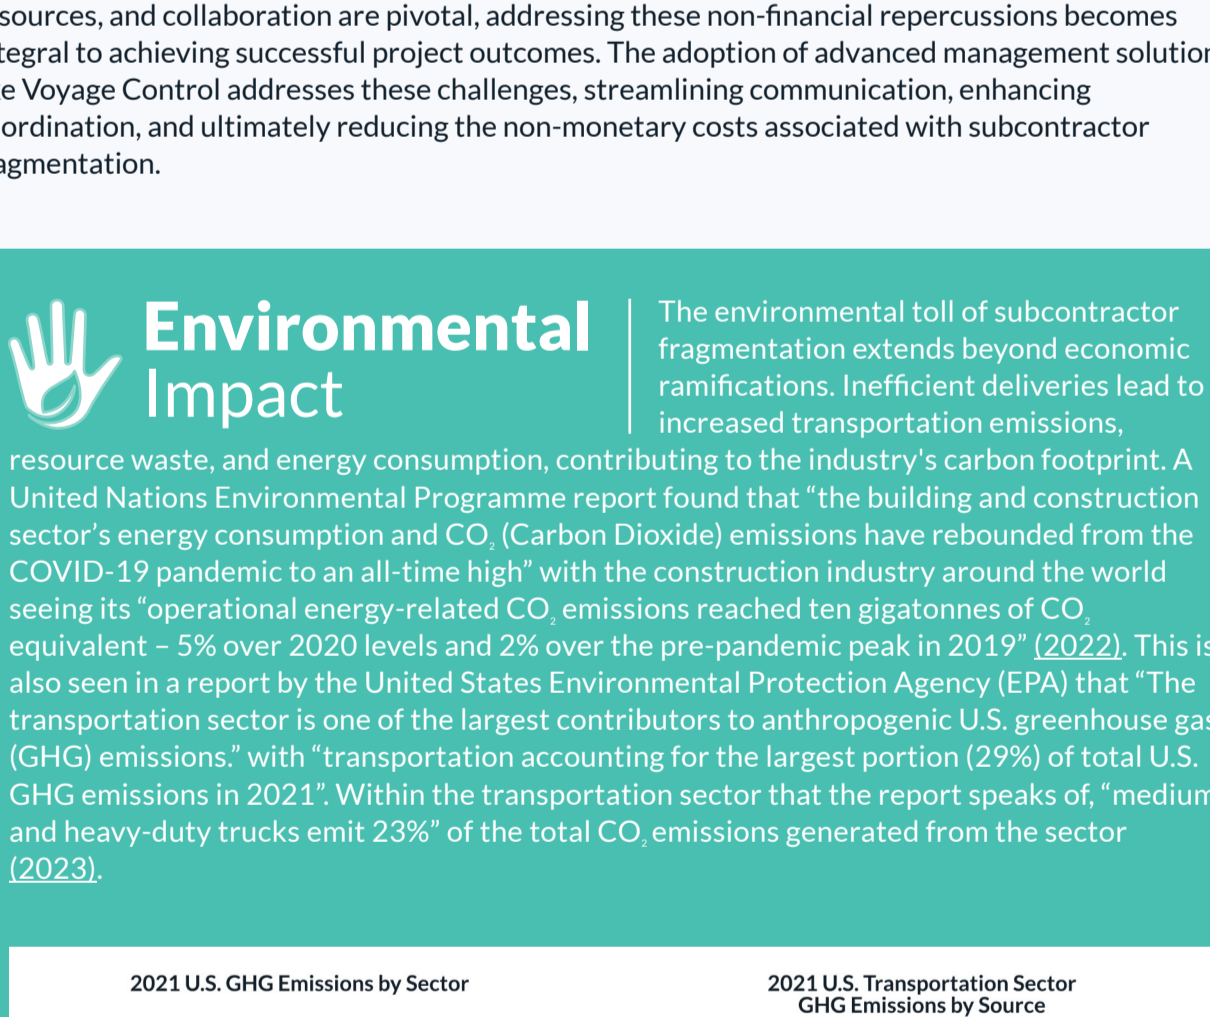 sources, and collaboration are pivotal, addressing these non-financial repercussions becomes
tegral to achieving successful project outcomes. The adoption of advanced management solution
e Voyage Control addresses these challenges, streamlining communication, enhancing
ordination, and ultimately reducing the non-monetary costs associated with subcontractor
agmentation.
Environmental
Impact
The environmental toll of subcontractor
fragmentation extends beyond economic
ramifications. Inefficient deliveries lead to
increased transportation emissions,
resource waste, and energy consumption, contributing to the industry's carbon footprint. A
United Nations Environmental Programme report found that “the building and construction
sector’s energy consumption and CO₂ (Carbon Dioxide) emissions have rebounded from the
COVID-19 pandemic to an all-time high” with the construction industry around the world
seeing its “operational energy-related CO₂ emissions reached ten gigatonnes of CO₂
equivalent – 5% over 2020 levels and 2% over the pre-pandemic peak in 2019” (2022). This is
also seen in a report by the United States Environmental Protection Agency (EPA) that “The
transportation sector is one of the largest contributors to anthropogenic U.S. greenhouse gas
(GHG) emissions.” with “transportation accounting for the largest portion (29%) of total U.S.
GHG emissions in 2021”. Within the transportation sector that the report speaks of, “medium
and heavy-duty trucks emit 23%” of the total CO₂ emissions generated from the sector
(2023).
2021 U.S. GHG Emissions by Sector
2021 U.S. Transportation Sector
GHG Emissions by Source